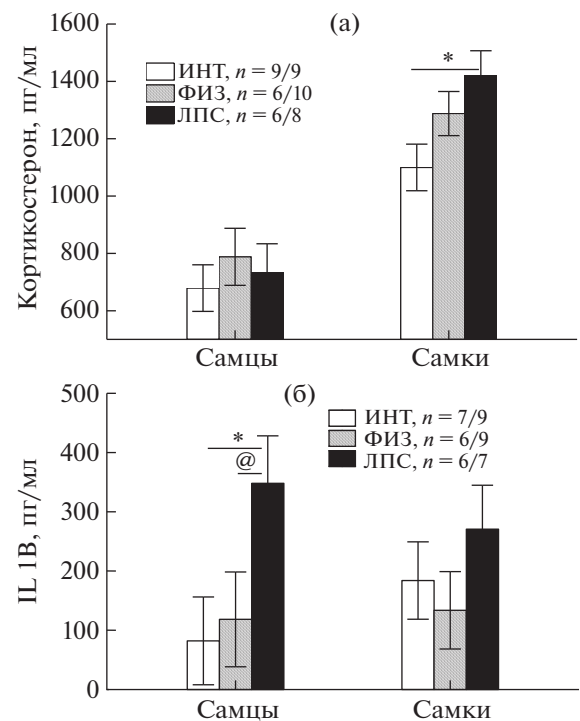 (а)
Кортикостерон, пг/мл
1600
1400
1200
1000
800
600
ИНТ, n = 9/9
ФИЗ, n = 6/10
ЛПС, n = 6/8
*
Самцы
Самки
(б)
IL 1B, пг/мл
500
400
300
200
100
0
ИНТ, n = 7/9
ФИЗ, n = 6/9
ЛПС, n = 6/7
*
@
Самцы
Самки